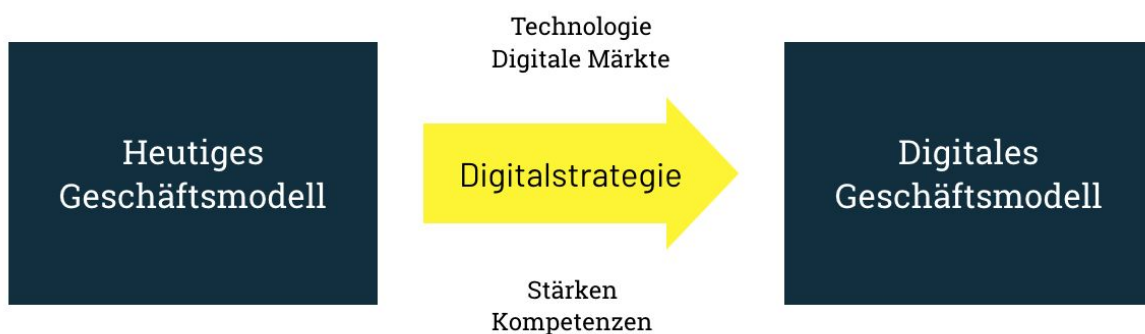 Technologie
Digitale Märkte
Heutiges
Geschäftsmodell
Digitalstrategie
Digitales
Geschäftsmodell
Stärken
Kompetenzen